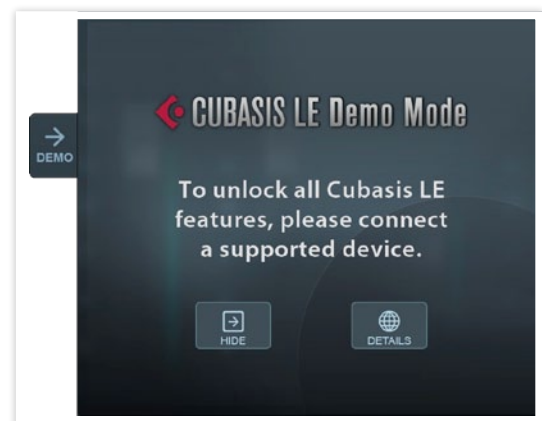 CUBASIS LE Demo Mode
DEMO
To unlock all Cubasis LE
features, please connect
a supported device.
HIDE
DETAILS